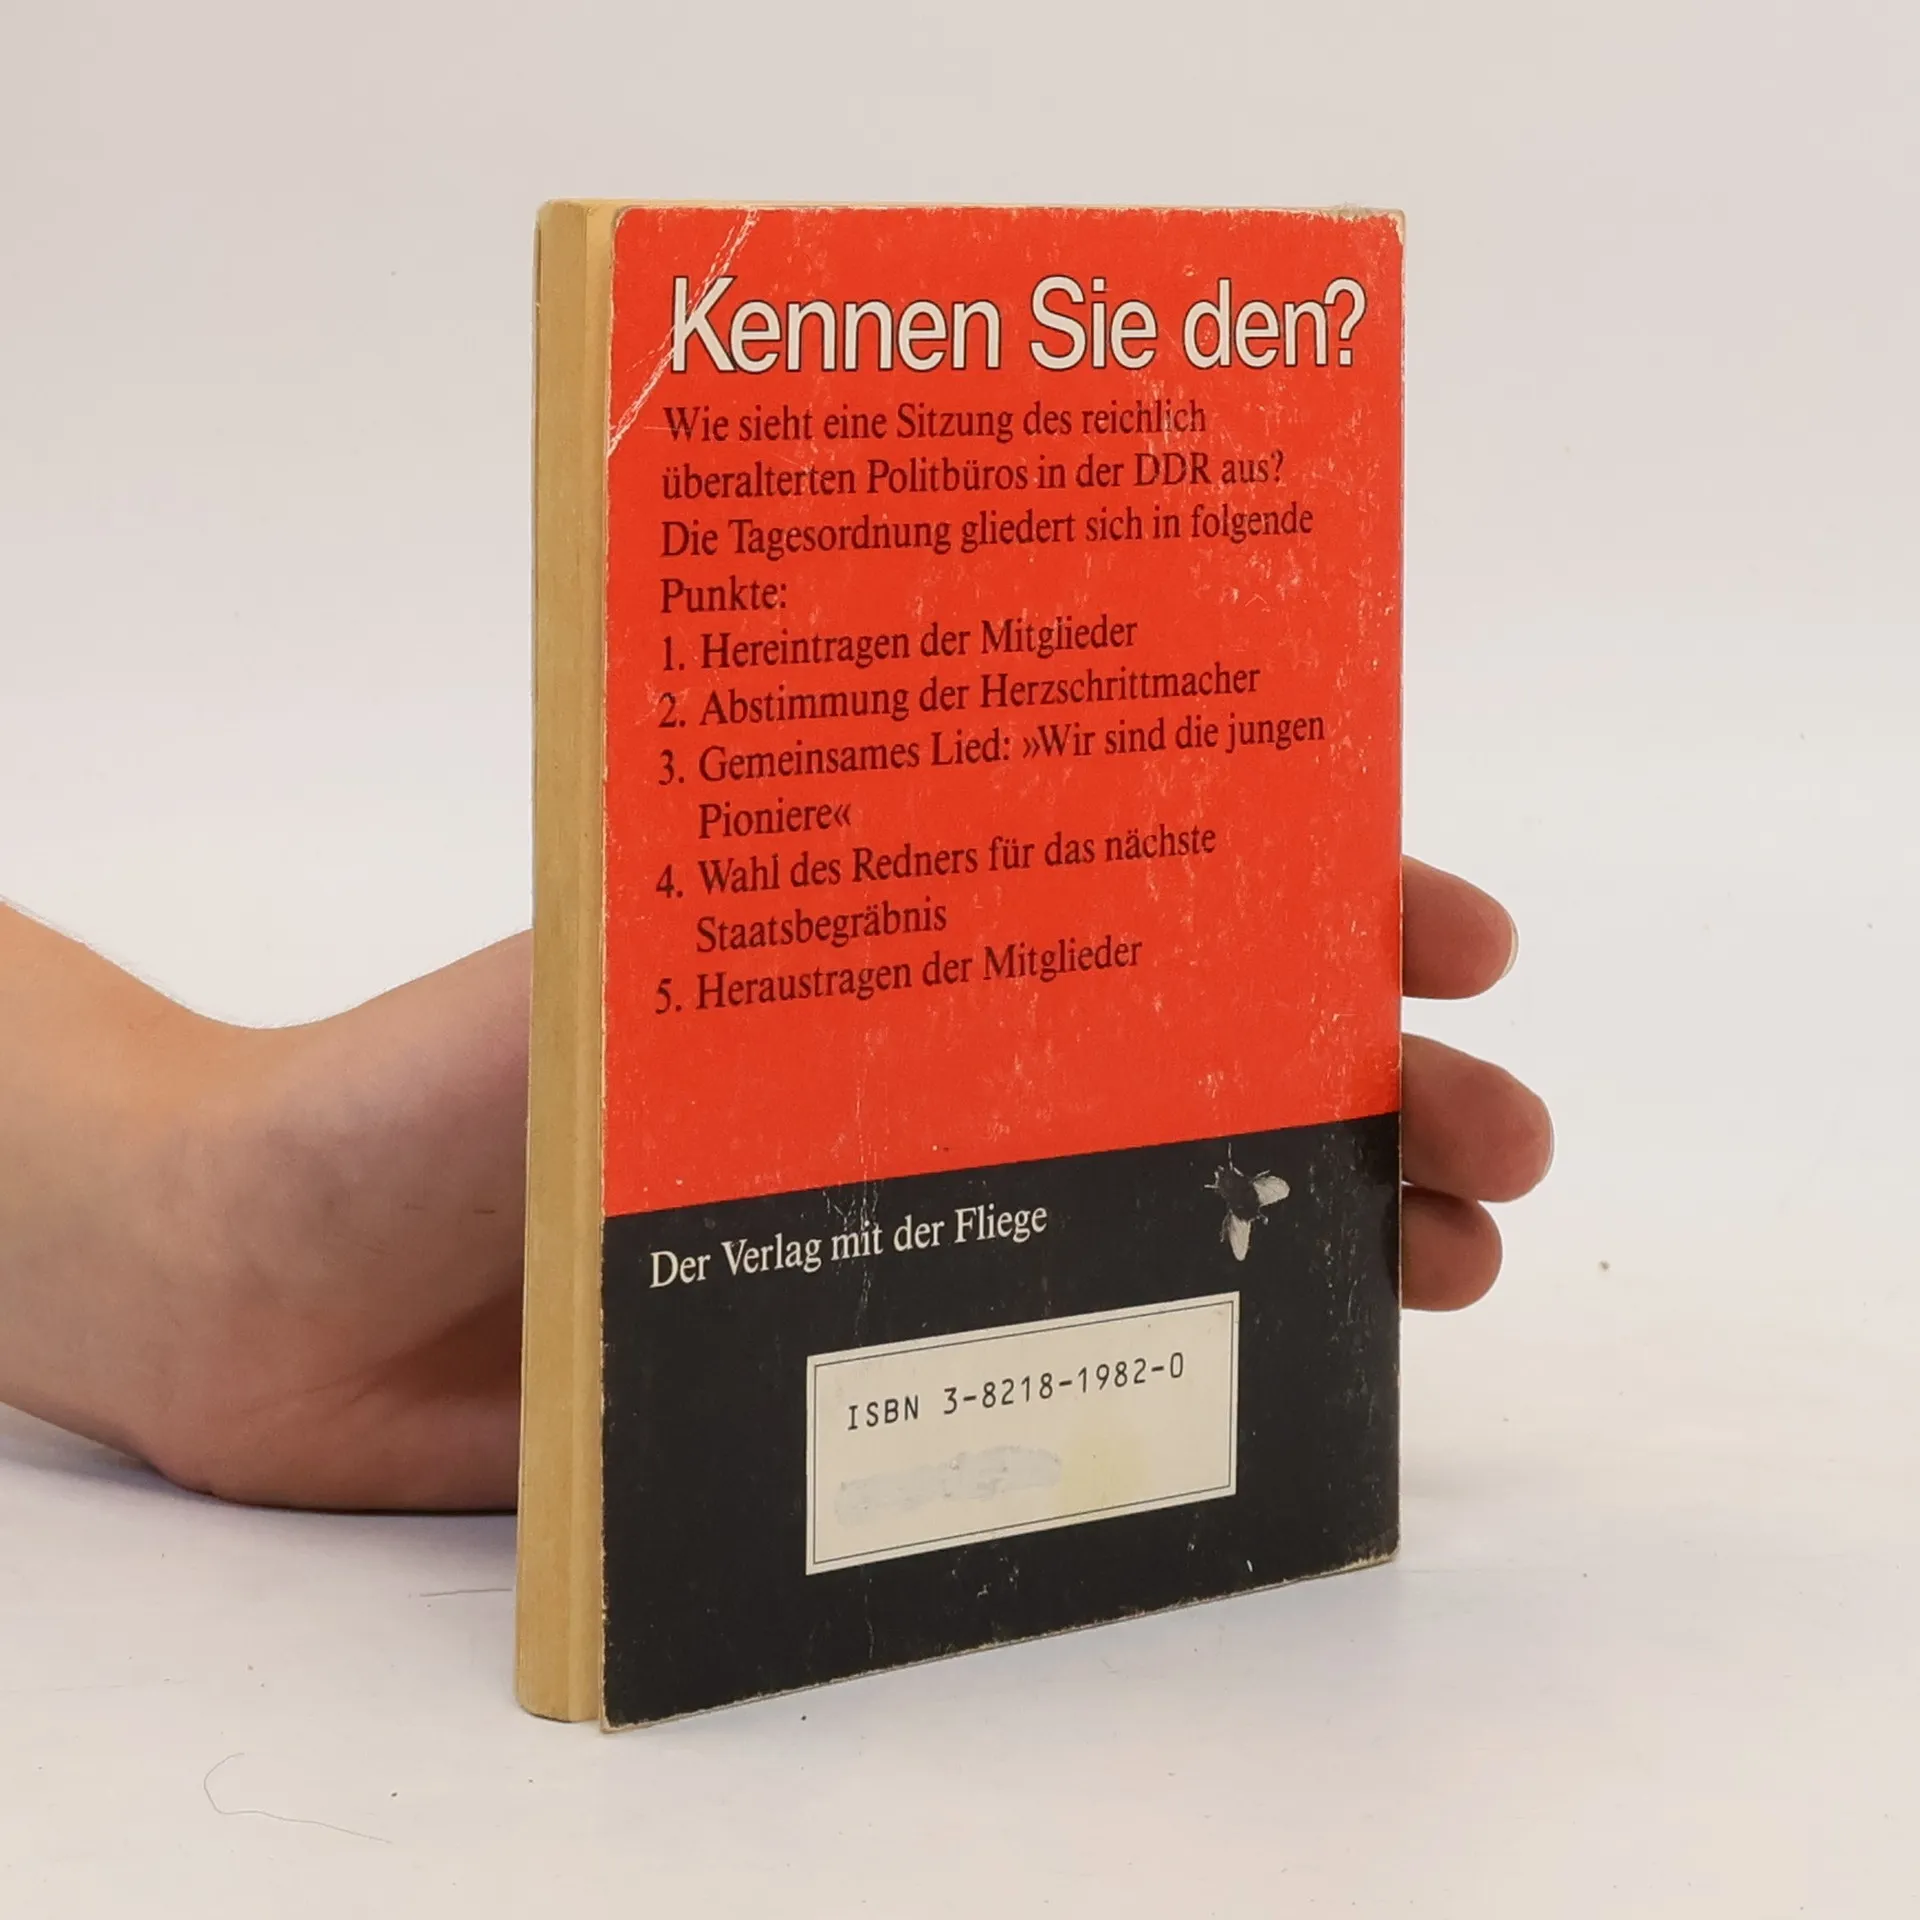 Kennen Sie den?
Wie sieht eine Sitzung des reichlich
überalterten Politbüros in der DDR aus?
Die Tagesordnung gliedert sich in folgende
Punkte:
1. Hereintragen der Mitglieder
2. Abstimmung der Herzschrittmacher
3. Gemeinsames Lied: »Wir sind die jungen
Pioniere«
4. Wahl des Redners für das nächste
Staatsbegräbnis
5. Heraustragen der Mitglieder
Der Verlag mit der Fliege
ISBN 3-8218-1982-0